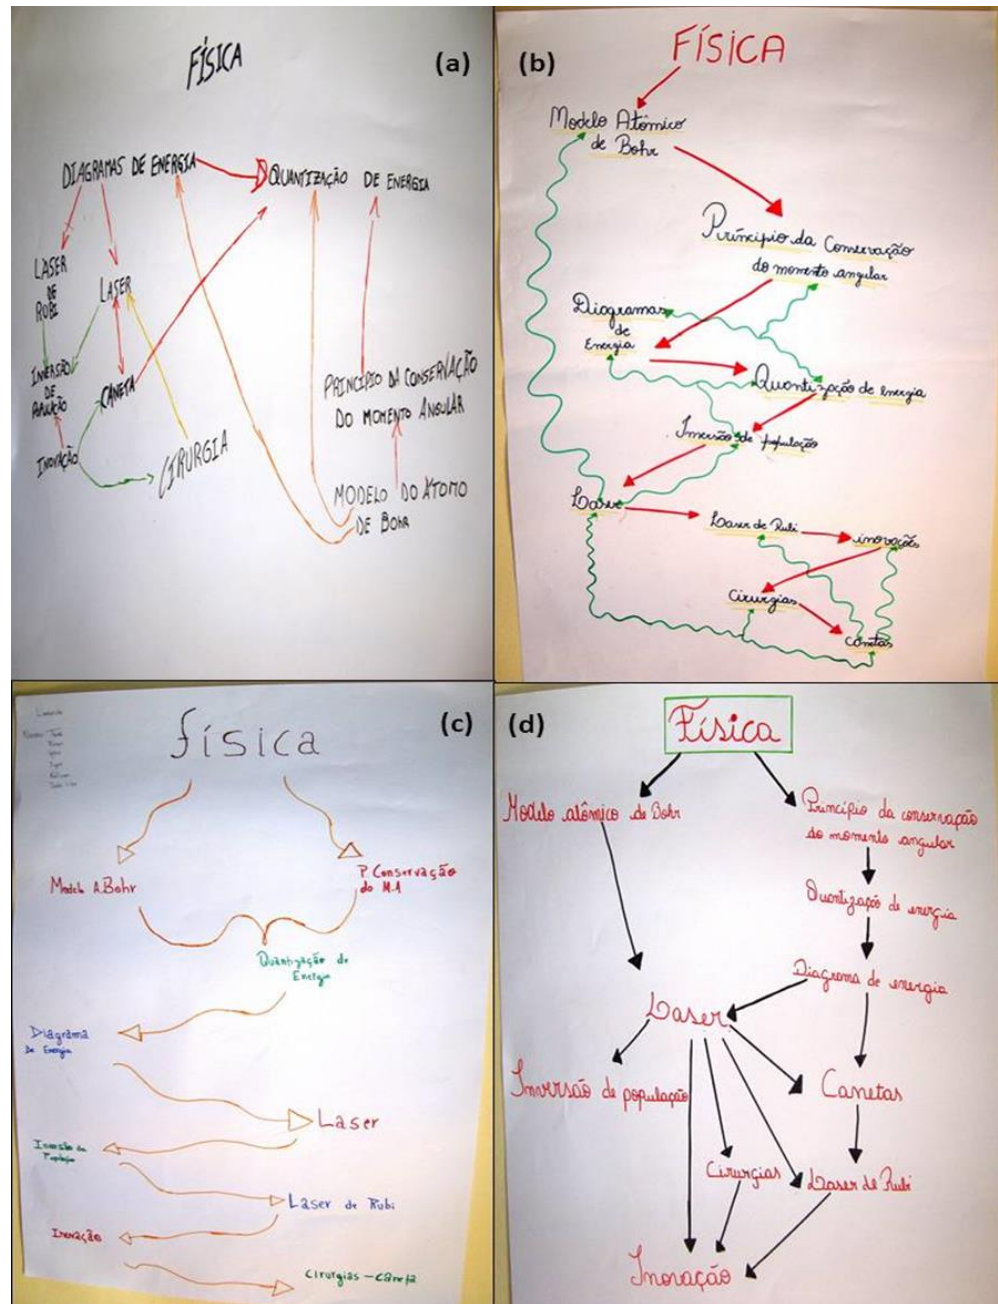 FÍSICA
(a)
DIAGRAMAS DE ENERGIA
QUANTIZAÇÃO DE ENERGIA
LASER
DE
RUBI
LASER
INVERSÃO
DE
POPULAÇÃO
CANETA
INOVAÇÃO
CIRURGIA
PRINCIPIO DA CONSERVAÇÃO
DO MOMENTO ANGULAR
MODELO DO ÁTOMO
DE BOHR
(b)
FÍSICA
Modelo Atômico
de Bohr
Princípio da Conservação
do momento angular
Diagramas
de
Energia
Quantização de energia
Inversão de população
Laser
Laser de Rubi
inovações
Cirurgias
canetas
(c)
física
Modelo A.Bohr
P. Conservação
do M.A
Quantização de
Energia
Diagrama
De Energia
Laser
Inversão de
População
Laser de Rubi
Inovação
Cirurgias - Caneta
(d)
Física
Modelo atômico de Bohr
Princípio da conservação
do momento angular
Quantização de energia
Diagrama de energia
Laser
Inversão de população
Canetas
Cirurgias
Laser de Rubi
Inovação